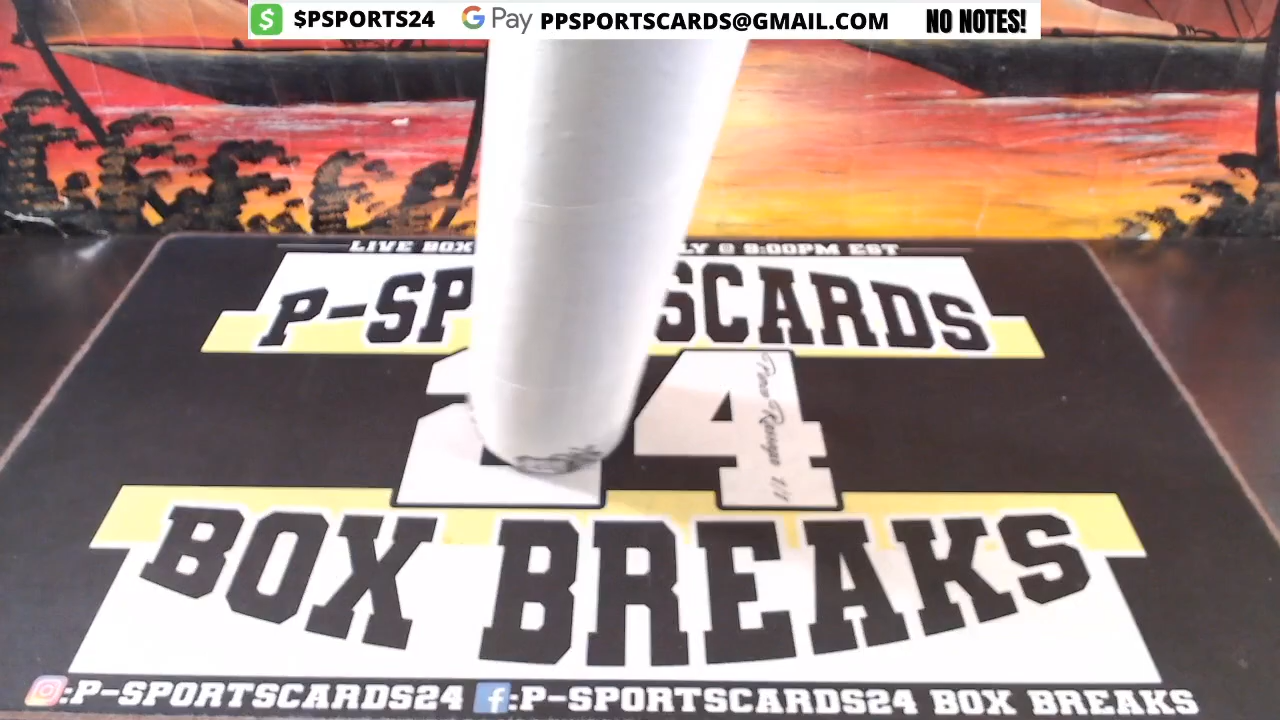 $PSPORTS24 G Pay PPSPORTSCARDS@GMAIL.COM NO NOTES!
LIVE BOX LY @ 9:00PM EST
P-SP SCARDS
24
BOX BREAKS
:P-SPORTSCARDS24 :P-SPORTSCARDS24 BOX BREAKS